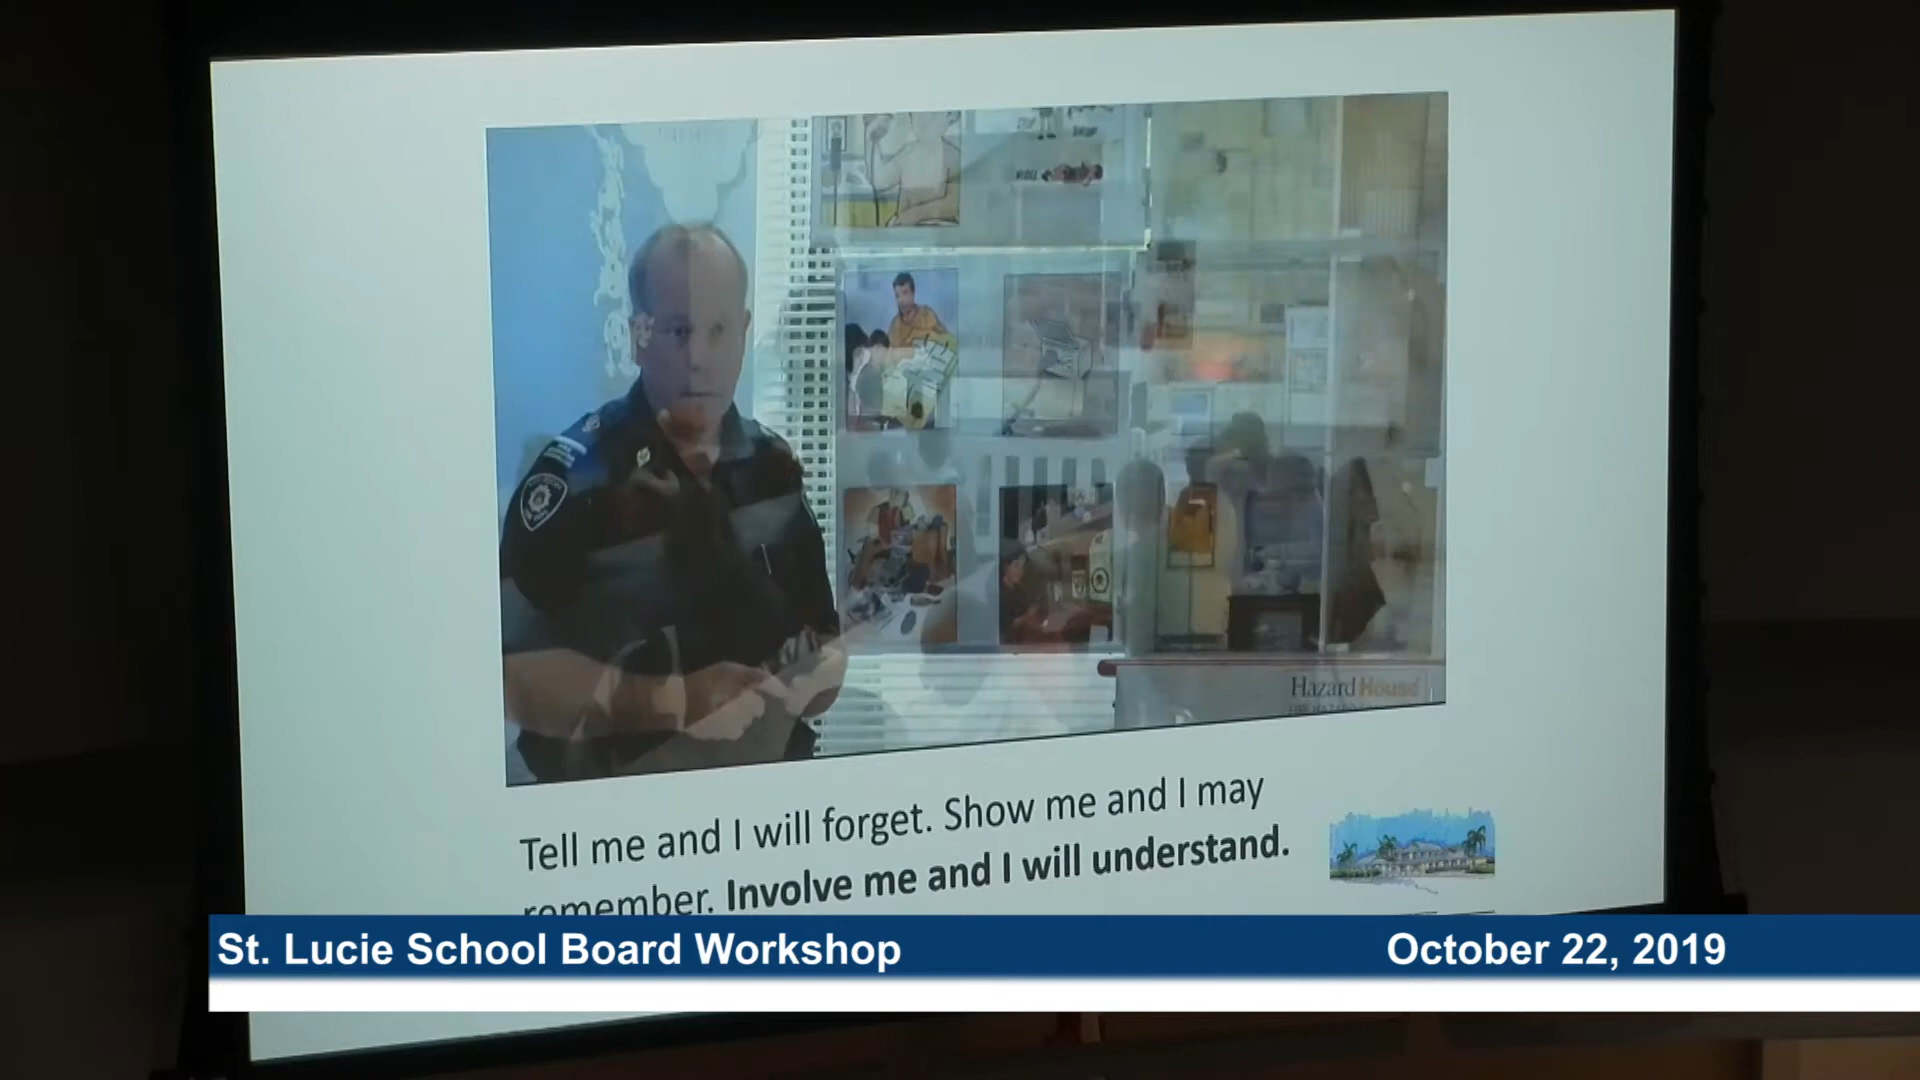 ROLL
Hazard House
Tell me and I will forget. Show me and I may
remember. Involve me and I will understand.
St. Lucie School Board Workshop
October 22, 2019